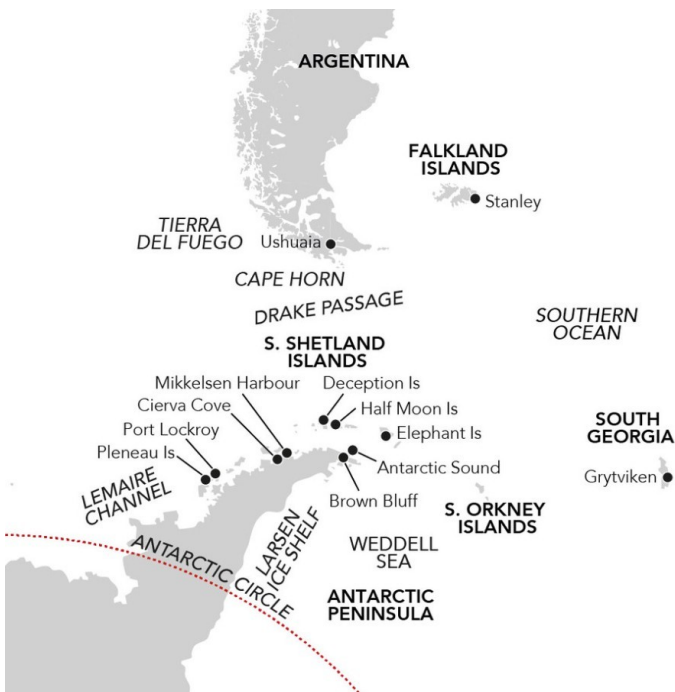 ARGENTINA
FALKLAND
ISLANDS
Stanley
TIERRA
DEL FUEGO
Ushuaia
CAPE HORN
DRAKE PASSAGE
SOUTHERN
OCEAN
S. SHETLAND
ISLANDS
Mikkelsen Harbour
Deception Is
Cierva Cove
Half Moon Is
Port Lockroy
Elephant Is
SOUTH
GEORGIA
Pleneau Is
Antarctic Sound
Grytviken
LEMAIRE
CHANNEL
Brown Bluff
S. ORKNEY
ISLANDS
LARSEN
ICE SHELF
WEDDELL
SEA
ANTARCTIC CIRCLE
ANTARCTIC
PENINSULA